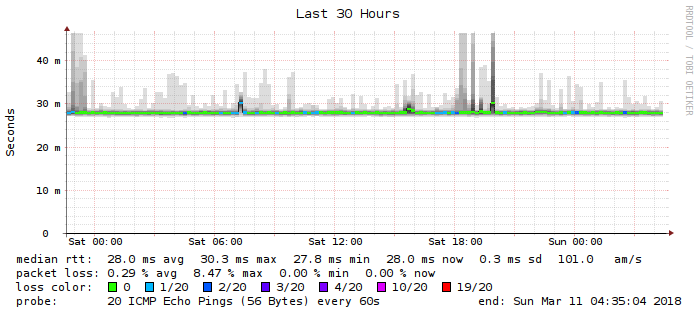 Last 30 Hours
RRDTOOL / TOBI OETIKER
Seconds
40 m
30 m
20 m
10 m
0
Sat 00:00 Sat 06:00 Sat 12:00 Sat 18:00 Sun 00:00
median rtt: 28.0 ms avg 30.3 ms max 27.8 ms min 28.0 ms now 0.3 ms sd 101.0 am/s
packet loss: 0.29 % avg 8.47 % max 0.00 % min 0.00 % now
loss color: 0 1/20 2/20 3/20 4/20 10/20 19/20
probe: 20 ICMP Echo Pings (56 Bytes) every 60s end: Sun Mar 11 04:35:04 2018